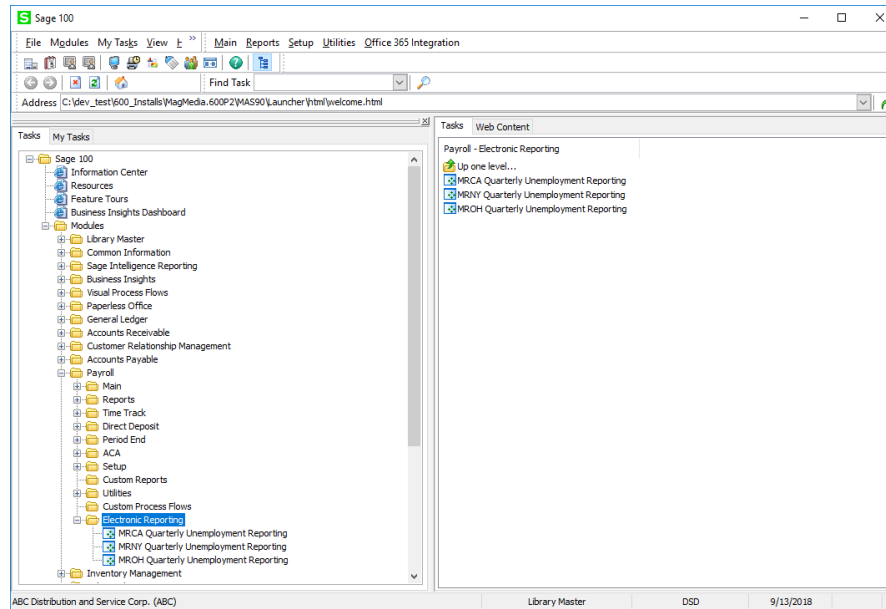 Sage 100
File Modules My Tasks View H » Main Reports Setup Utilities Office 365 Integration
Find Task
Address C:\dev_test\600_Installs\MagMedia.600P2\MAS90\Launcher\html\welcome.html
Tasks My Tasks
Sage 100
Information Center
Resources
Feature Tours
Business Insights Dashboard
Modules
Library Master
Common Information
Sage Intelligence Reporting
Business Insights
Visual Process Flows
Paperless Office
General Ledger
Accounts Receivable
Customer Relationship Management
Accounts Payable
Payroll
Main
Reports
Time Track
Direct Deposit
Period End
ACA
Setup
Custom Reports
Utilities
Custom Process Flows
Electronic Reporting
MRCA Quarterly Unemployment Reporting
MRNY Quarterly Unemployment Reporting
MROH Quarterly Unemployment Reporting
Inventory Management
Tasks Web Content
Payroll - Electronic Reporting
Up one level...
MRCA Quarterly Unemployment Reporting
MRNY Quarterly Unemployment Reporting
MROH Quarterly Unemployment Reporting
ABC Distribution and Service Corp. (ABC) Library Master DSD 9/13/2018